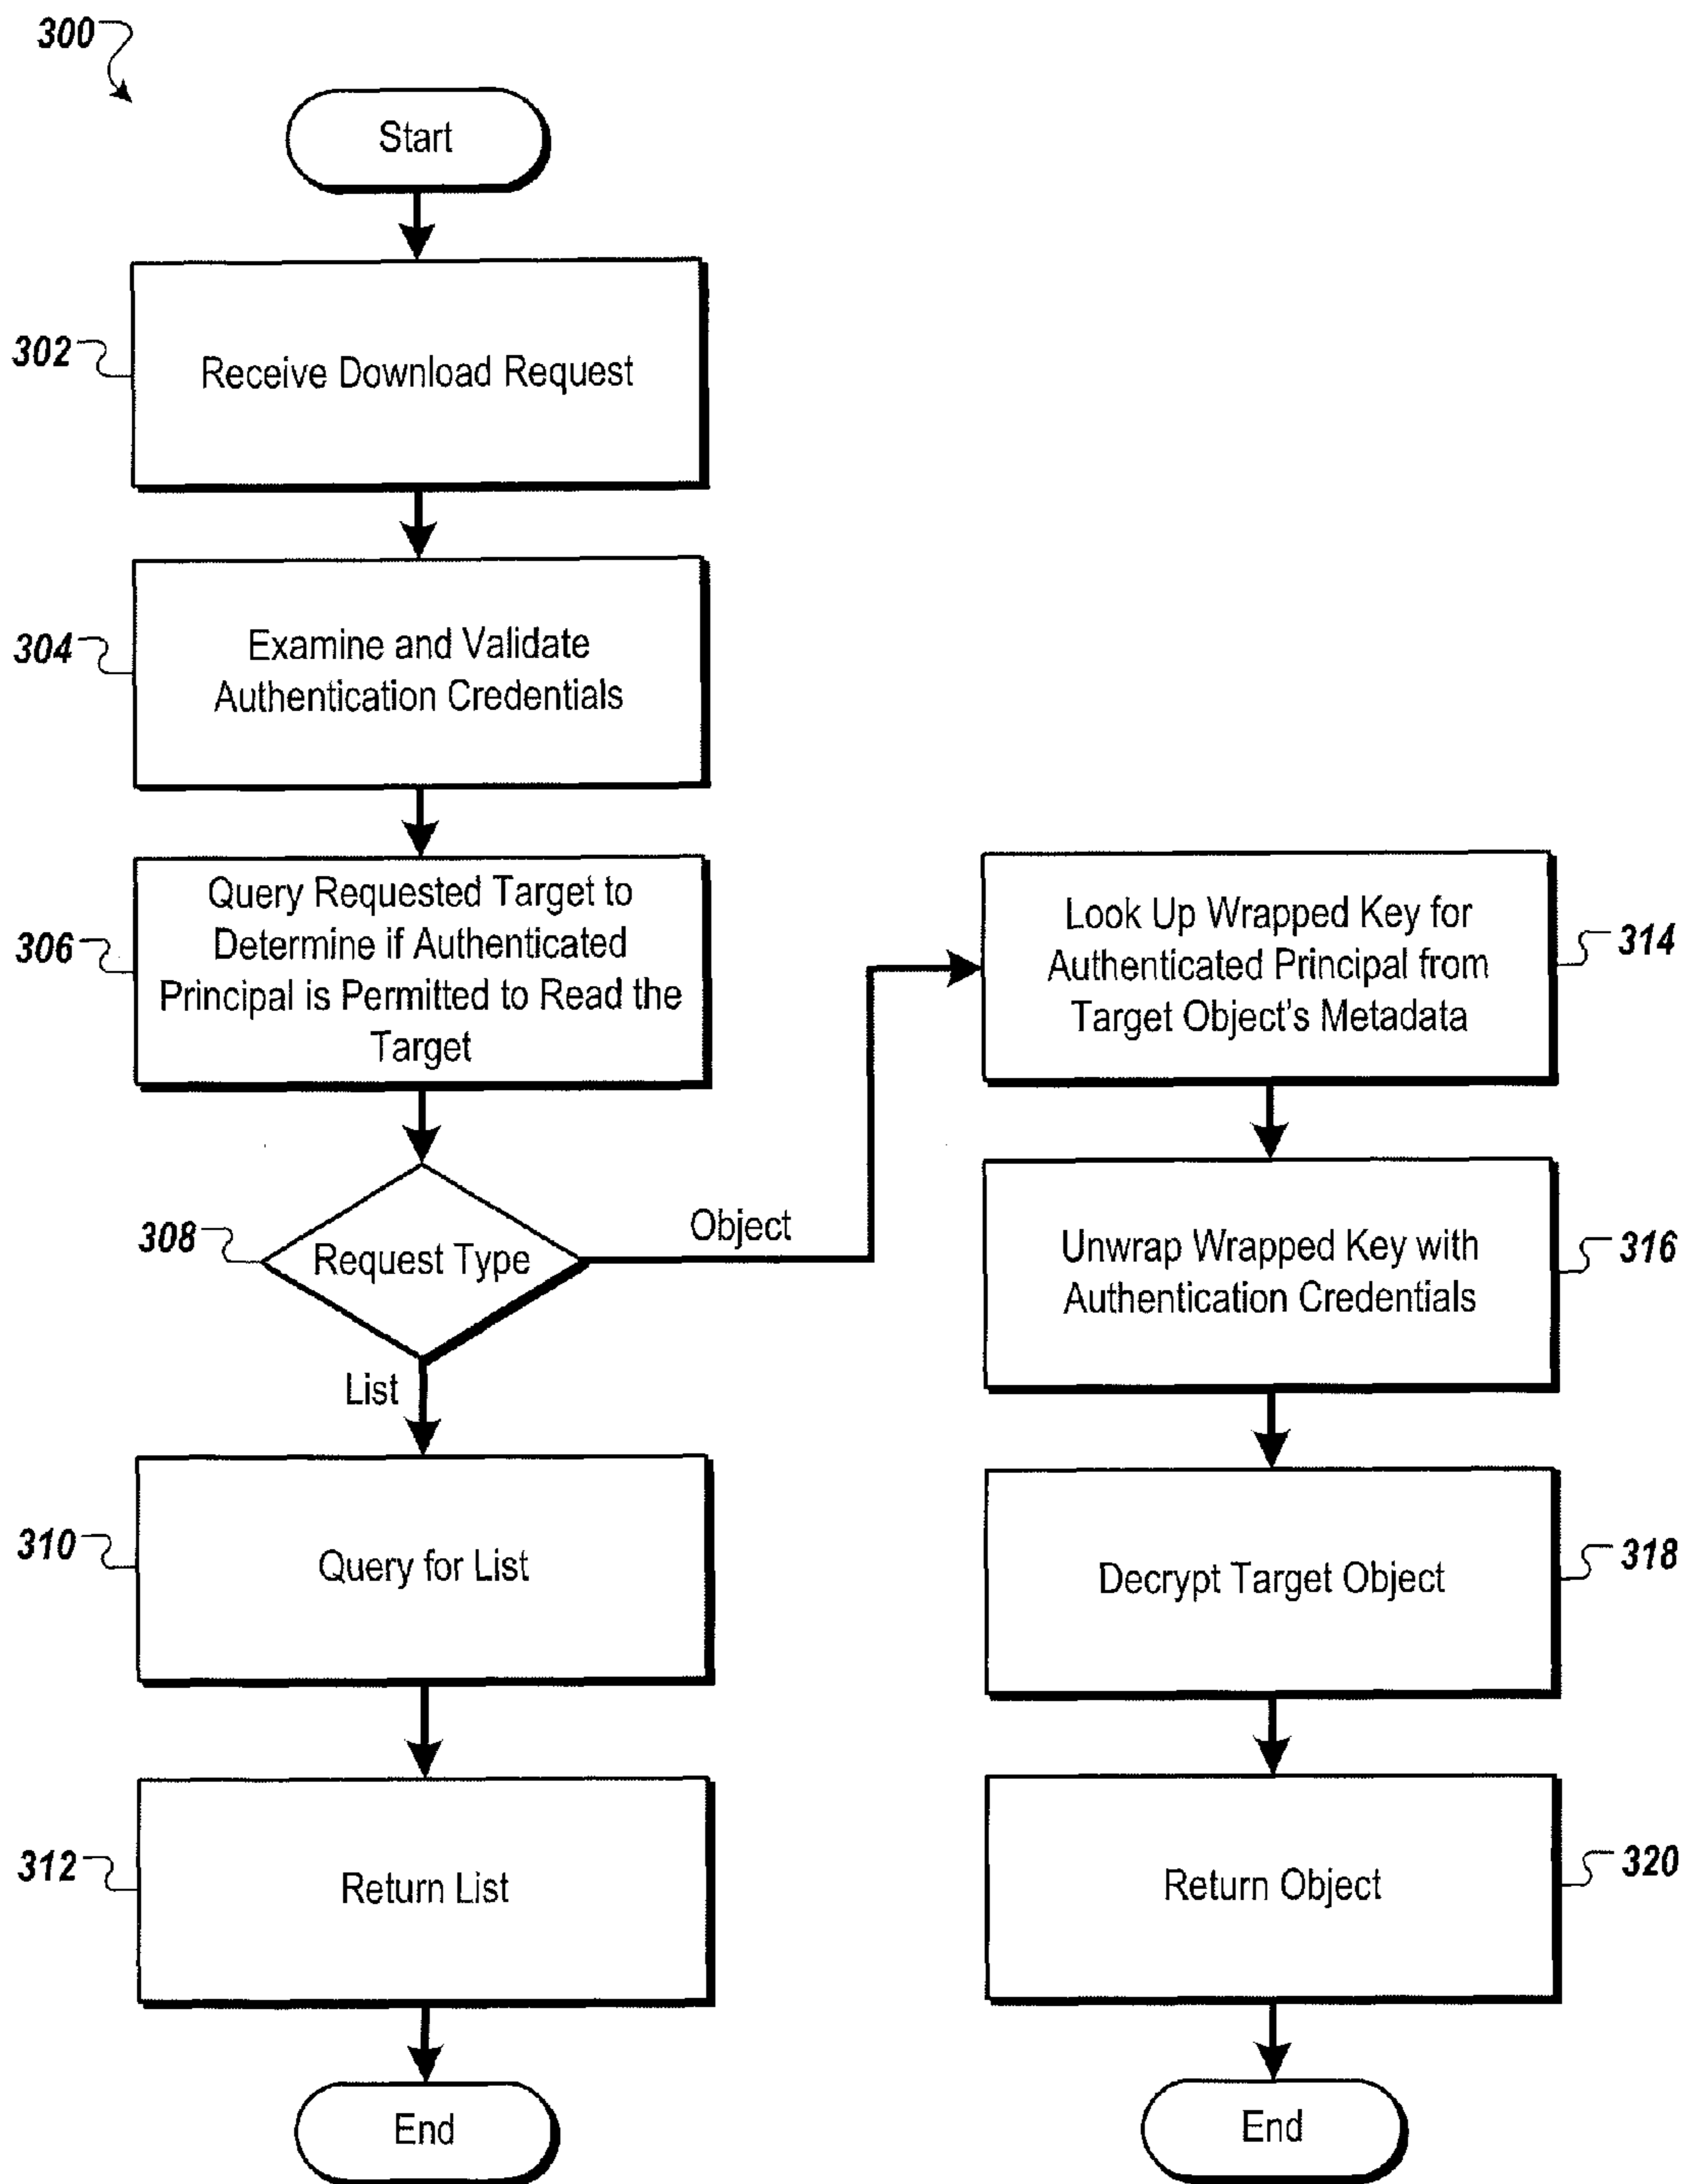 300
Start
302
Receive Download Request
304
Examine and Validate
Authentication Credentials
306
Query Requested Target to
Determine if Authenticated
Principal is Permitted to Read the
Target
308
Request Type
Object
List
310
Query for List
312
Return List
End
314
Look Up Wrapped Key for
Authenticated Principal from
Target Object's Metadata
316
Unwrap Wrapped Key with
Authentication Credentials
318
Decrypt Target Object
320
Return Object
End